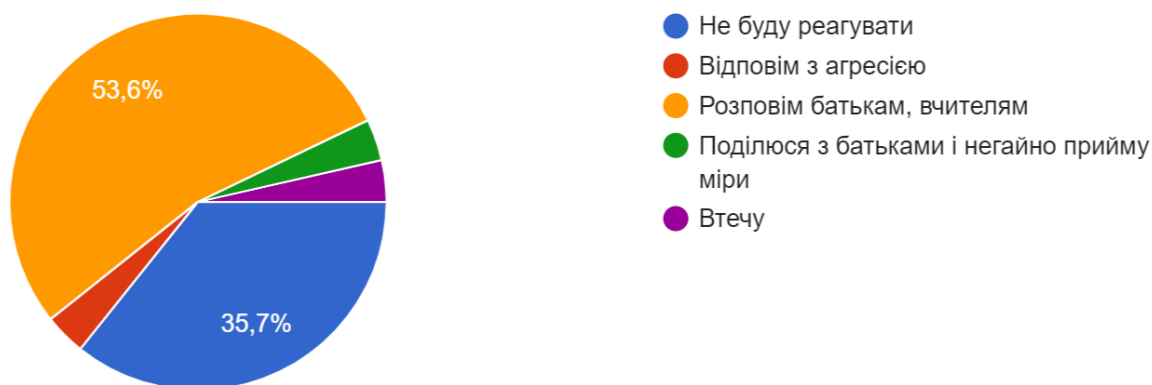 53,6%
35,7%
Не буду реагувати
Відповім з агресією
Розповім батькам, вчителям
Поділюся з батьками і негайно прийму
міри
Втечу